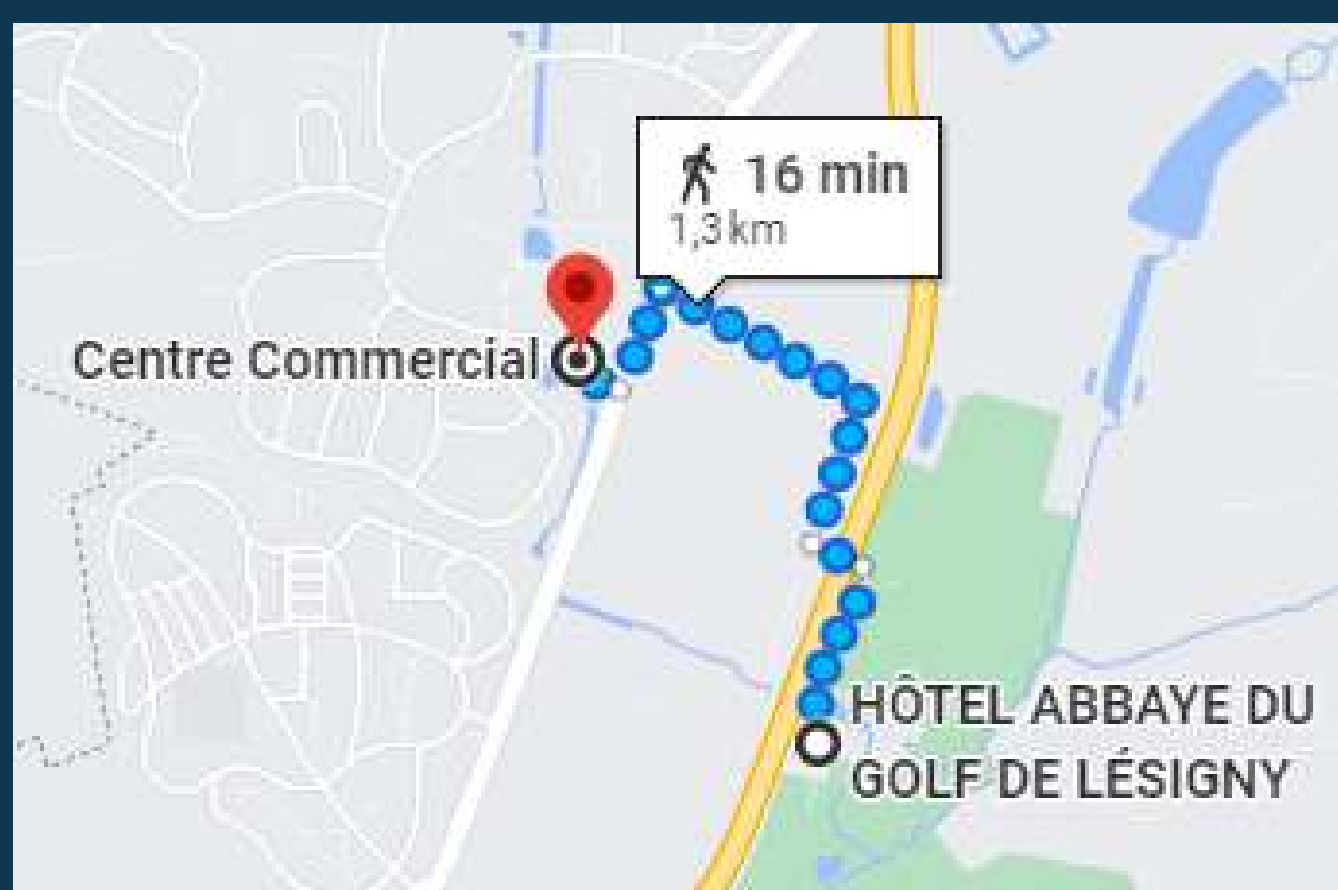 16 min
1,3 km
Centre Commercial
HÔTEL ABBAYE DU
GOLF DE LÉSIGNY